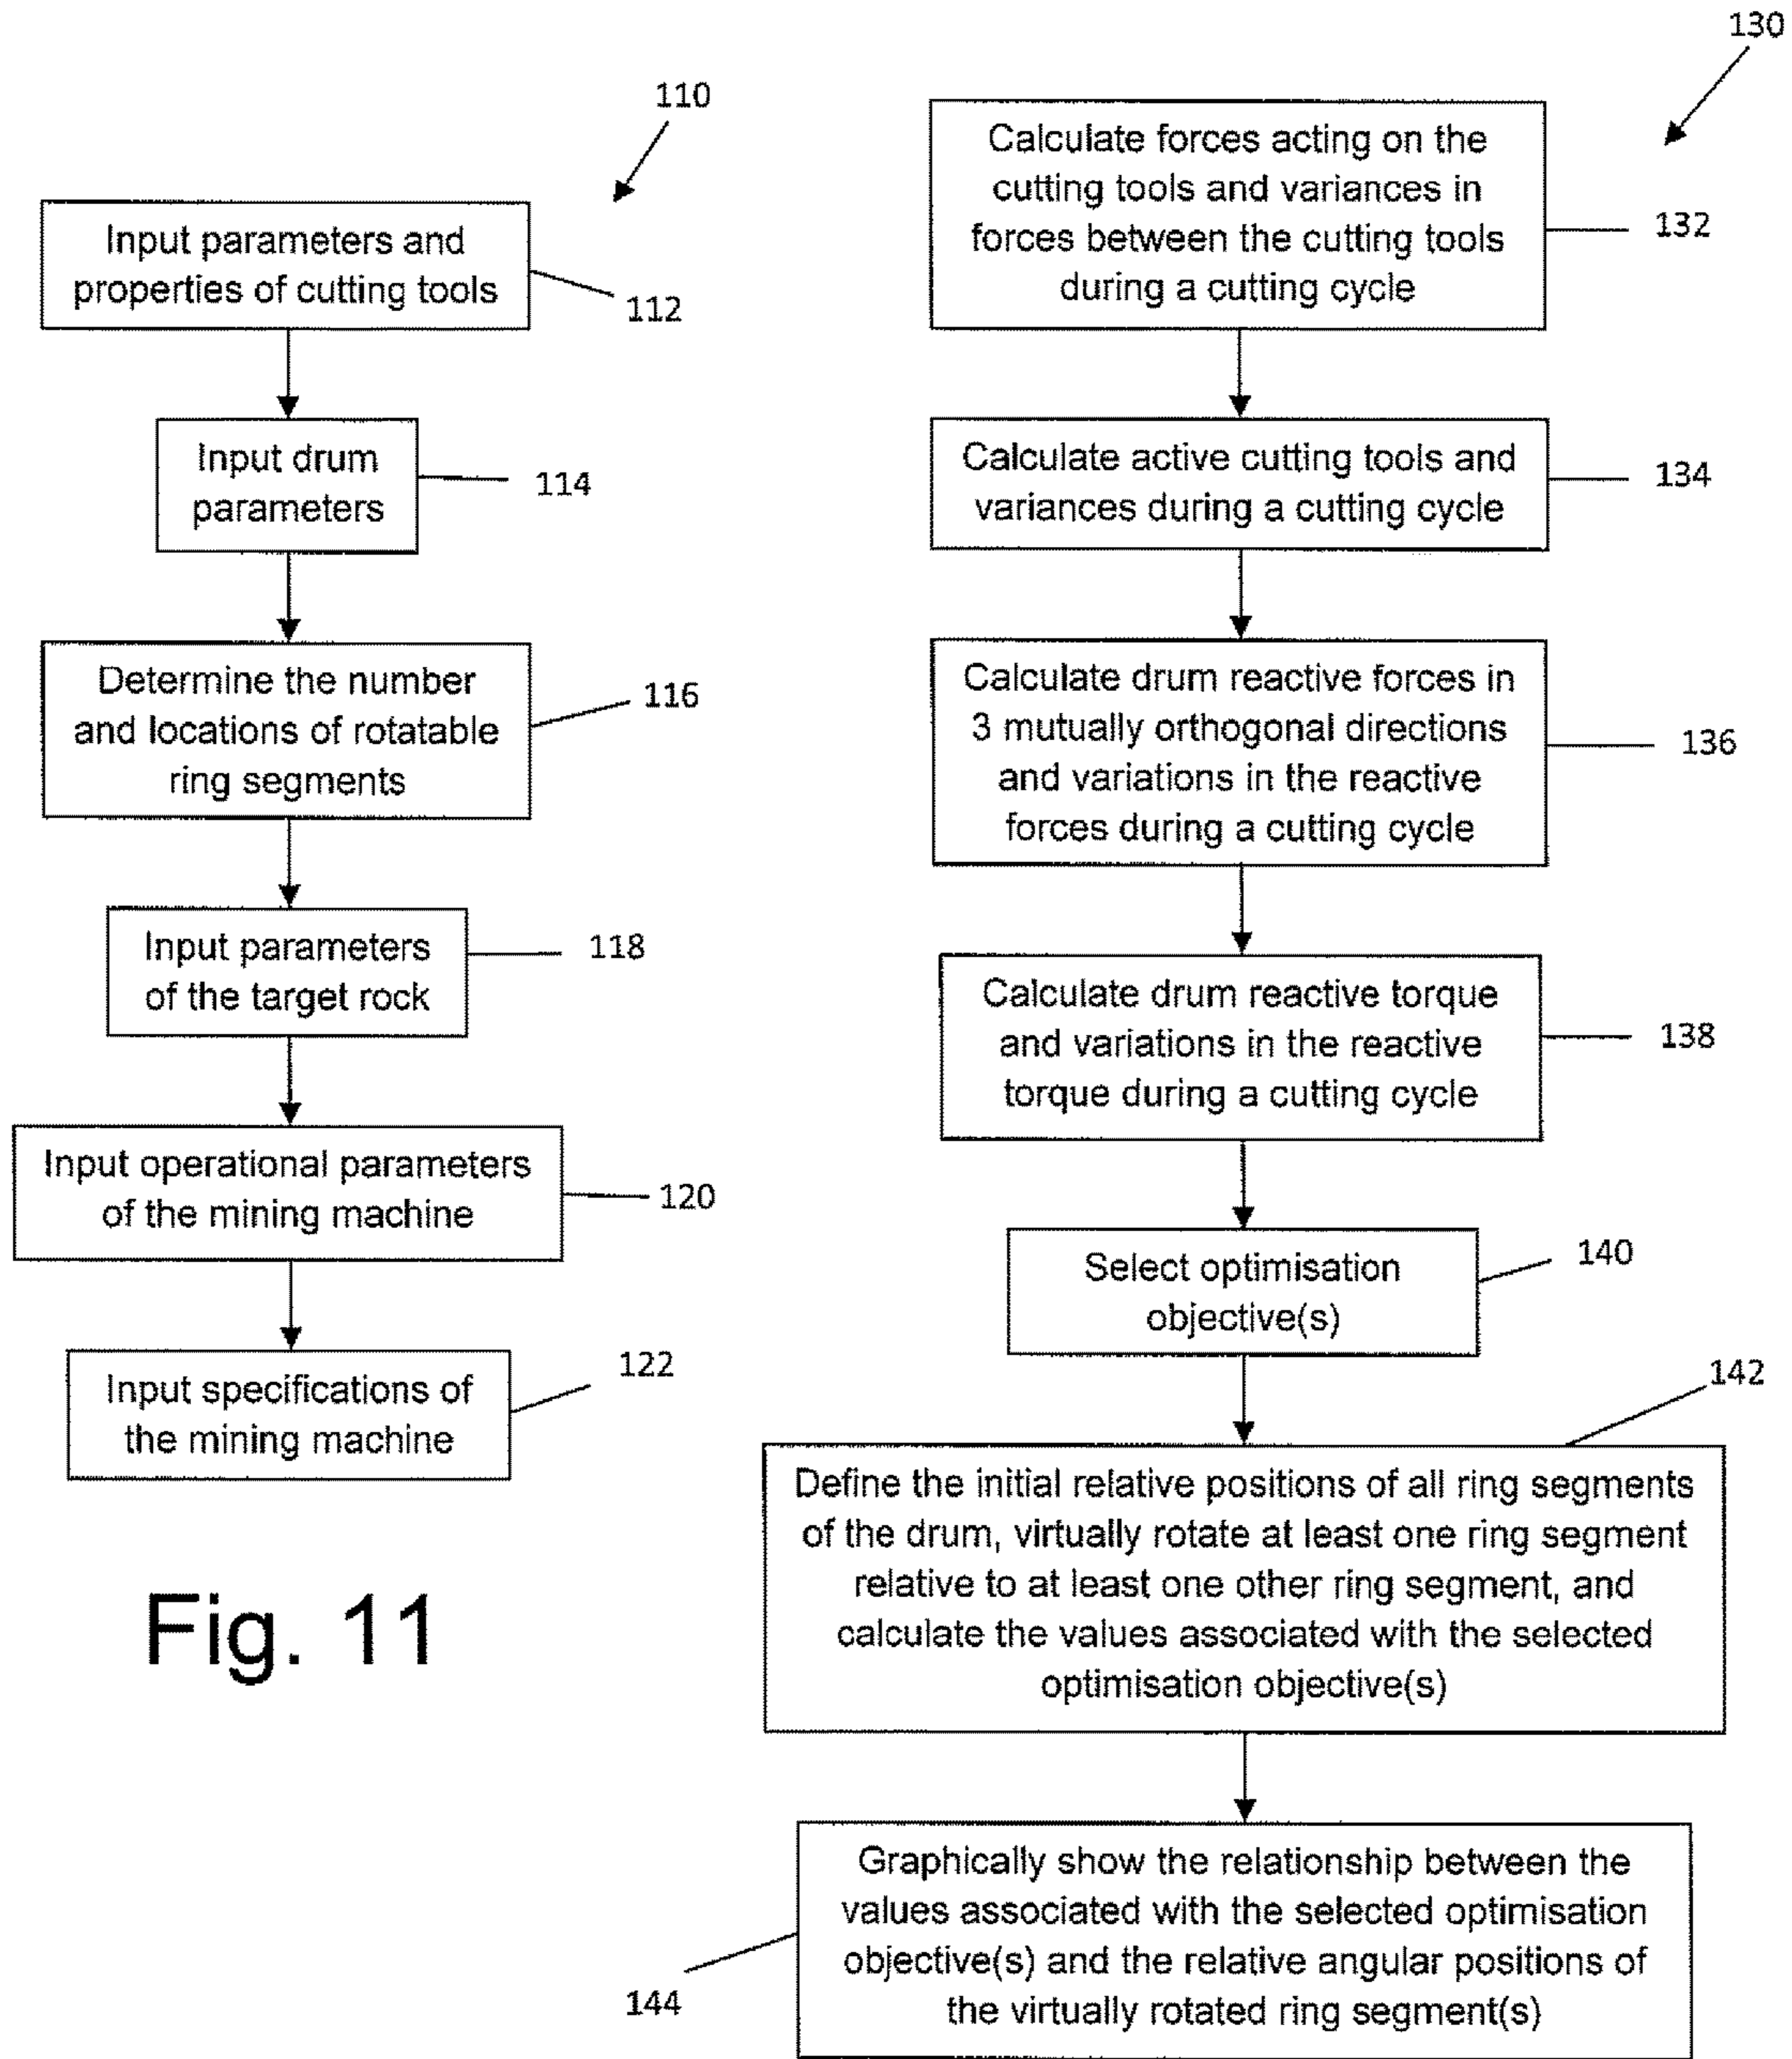 110
Input parameters and
properties of cutting tools
112
Input drum
parameters
114
Determine the number
and locations of rotatable
ring segments
116
Input parameters
of the target rock
118
Input operational parameters
of the mining machine
120
Input specifications of
the mining machine
122
Fig. 11
130
Calculate forces acting on the
cutting tools and variances in
forces between the cutting tools
during a cutting cycle
132
Calculate active cutting tools and
variances during a cutting cycle
134
Calculate drum reactive forces in
3 mutually orthogonal directions
and variations in the reactive
forces during a cutting cycle
136
Calculate drum reactive torque
and variations in the reactive
torque during a cutting cycle
138
Select optimisation
objective(s)
140
142
Define the initial relative positions of all ring segments
of the drum, virtually rotate at least one ring segment
relative to at least one other ring segment, and
calculate the values associated with the selected
optimisation objective(s)
Graphically show the relationship between the
values associated with the selected optimisation
objective(s) and the relative angular positions of
the virtually rotated ring segment(s)
144